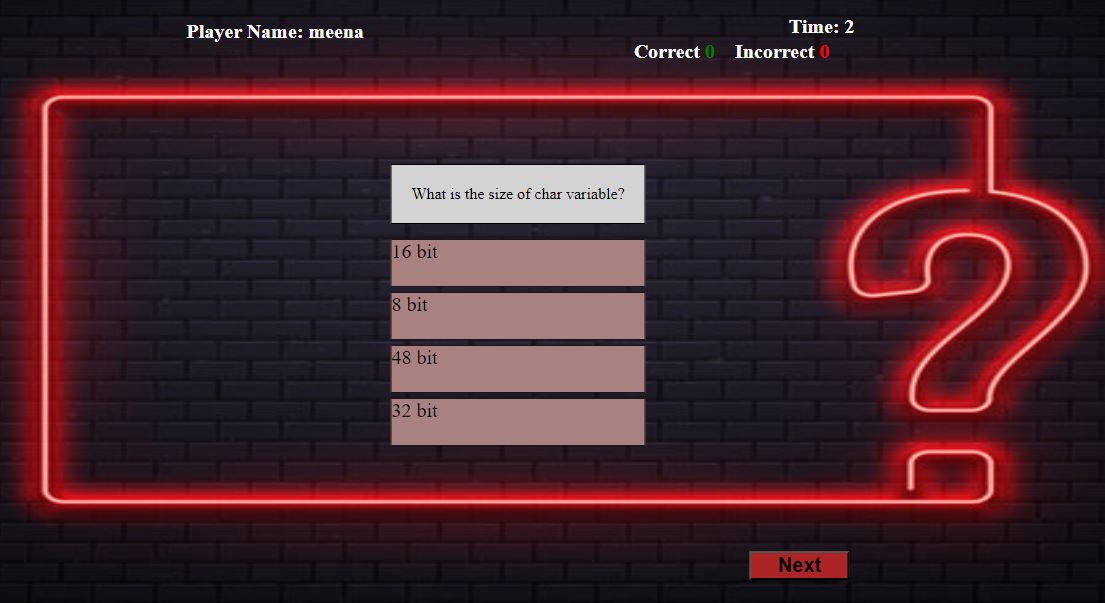 Player Name: meena
Time: 2
Correct 0 Incorrect 0
What is the size of char variable?
16 bit
8 bit
48 bit
32 bit
Next